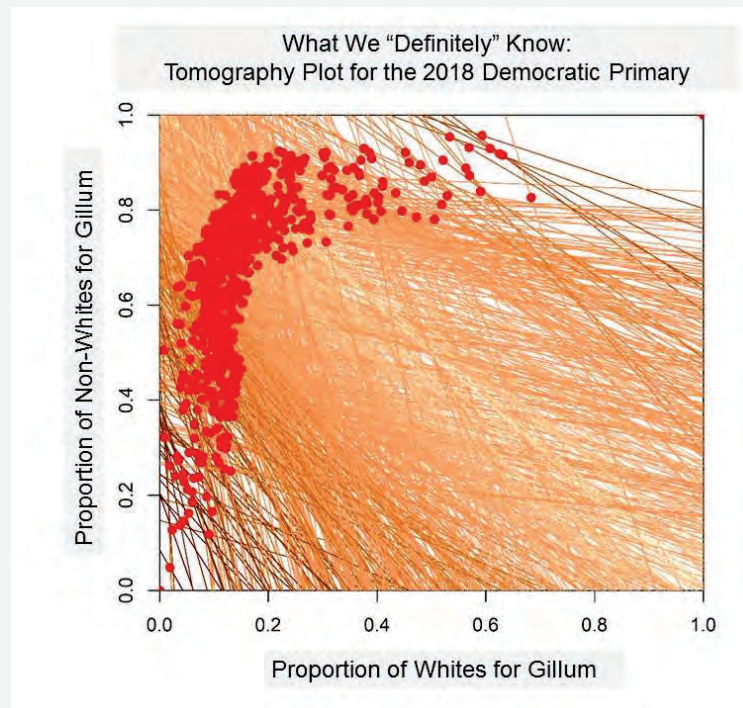 What We “Definitely” Know:
Tomography Plot for the 2018 Democratic Primary
Proportion of Non-Whites for Gillum
1.0
0.8
0.6
0.4
0.2
0.0
0.0 0.2 0.4 0.6 0.8 1.0
Proportion of Whites for Gillum